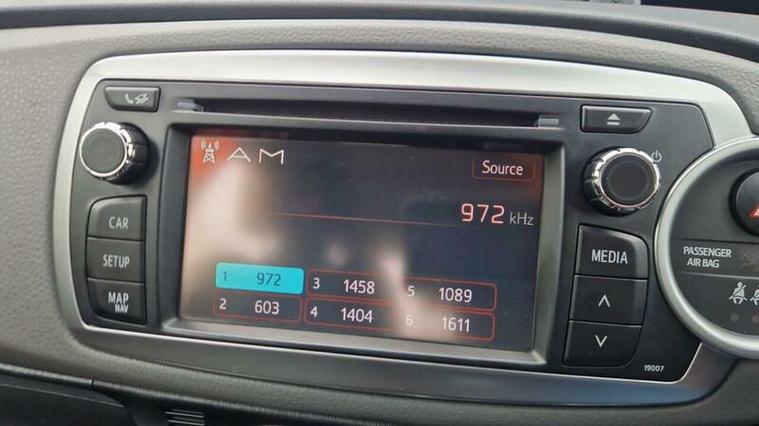 AM
Source
972 kHz
1 972
3 1458
5 1089
2 603
4 1404
6 1611
CAR
SETUP
MAP
NAV
MEDIA
PASSENGER
AIR BAG
19007